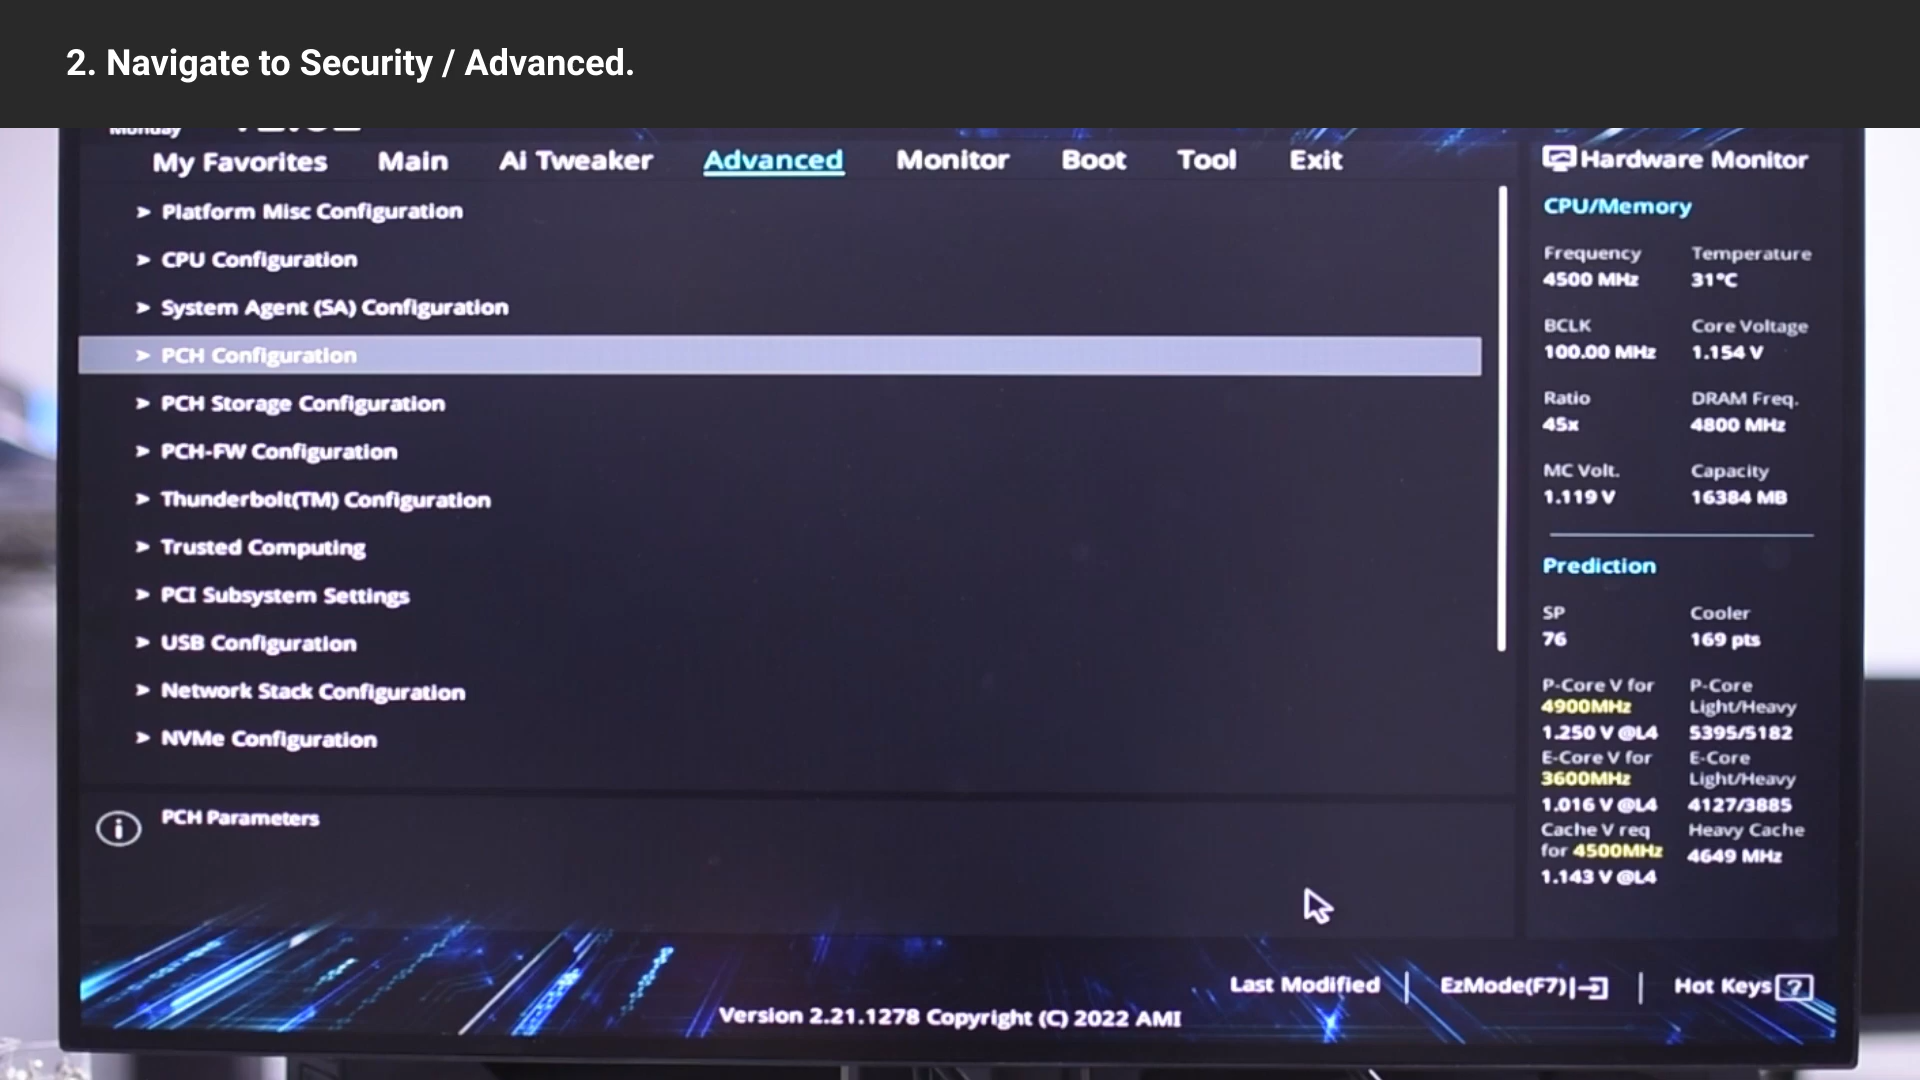 2. Navigate to Security / Advanced.
Monday
My Favorites Main Ai Tweaker Advanced Monitor Boot Tool Exit
Hardware Monitor
➤ Platform Misc Configuration
➤ CPU Configuration
➤ System Agent (SA) Configuration
➤ PCH Configuration
➤ PCH Storage Configuration
➤ PCH-FW Configuration
➤ Thunderbolt(TM) Configuration
➤ Trusted Computing
➤ PCI Subsystem Settings
➤ USB Configuration
➤ Network Stack Configuration
➤ NVMe Configuration
PCH Parameters
CPU/Memory
Frequency Temperature
4500 MHz 31°C
BCLK Core Voltage
100.00 MHz 1.154 V
Ratio DRAM Freq.
45x 4800 MHz
MC Volt. Capacity
1.119 V 16384 MB
Prediction
SP Cooler
76 169 pts
P-Core V for P-Core
4900MHz Light/Heavy
1.250 V @L4 5395/5182
E-Core V for E-Core
3600MHz Light/Heavy
1.016 V @L4 4127/3885
Cache V req Heavy Cache
for 4500MHz 4649 MHz
1.143 V @L4
Last Modified | EzMode(F7) | Hot Keys ?
Version 2.21.1278 Copyright (C) 2022 AMI